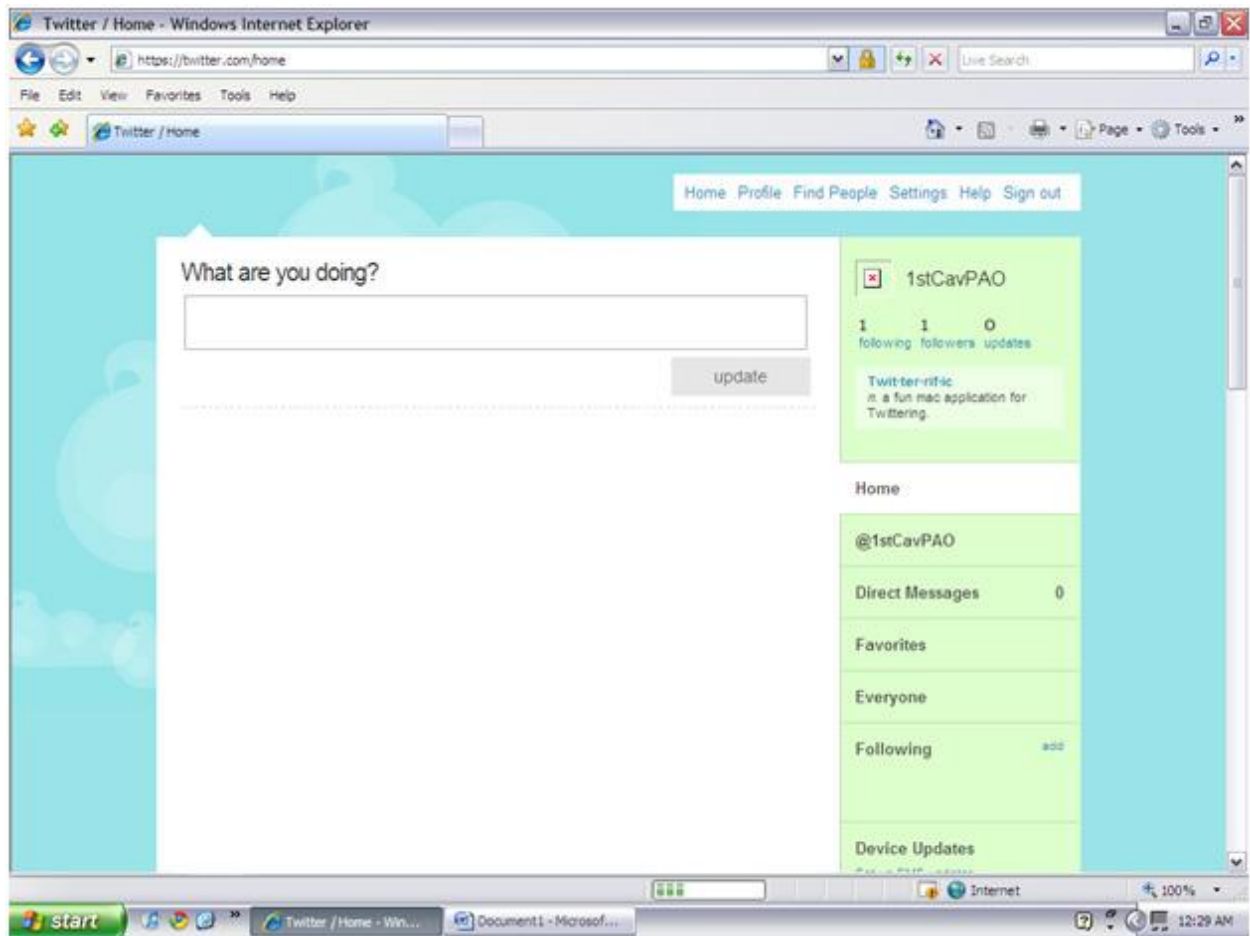 Twitter / Home - Windows Internet Explorer
https://twitter.com/home
Live Search
File Edit View Favorites Tools Help
Twitter / Home
Page Tools
Home Profile Find People Settings Help Sign out
What are you doing?
update
1stCavPAO
1 1 0
following followers updates
Twit·ter·rif·ic
n. a fun mac application for
Twittering.
Home
@1stCavPAO
Direct Messages 0
Favorites
Everyone
Following add
Device Updates
Internet
100%
start
Twitter / Home - Win...
Document1 - Microsof...
12:29 AM